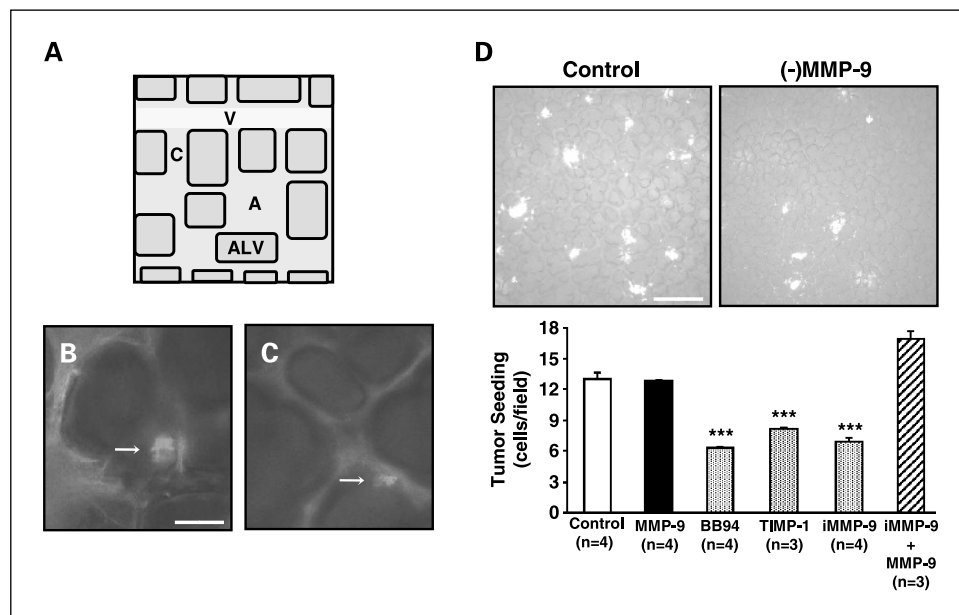 A
V
C
A
ALV
B
C
D
Control
(-)MMP-9
Tumor Seeding
(cells/field)
18
15
12
9
6
3
0
***
***
***
Control
(n=4)
MMP-9
(n=4)
BB94
(n=4)
TIMP-1
(n=3)
iMMP-9
(n=4)
iMMP-9
+
MMP-9
(n=3)